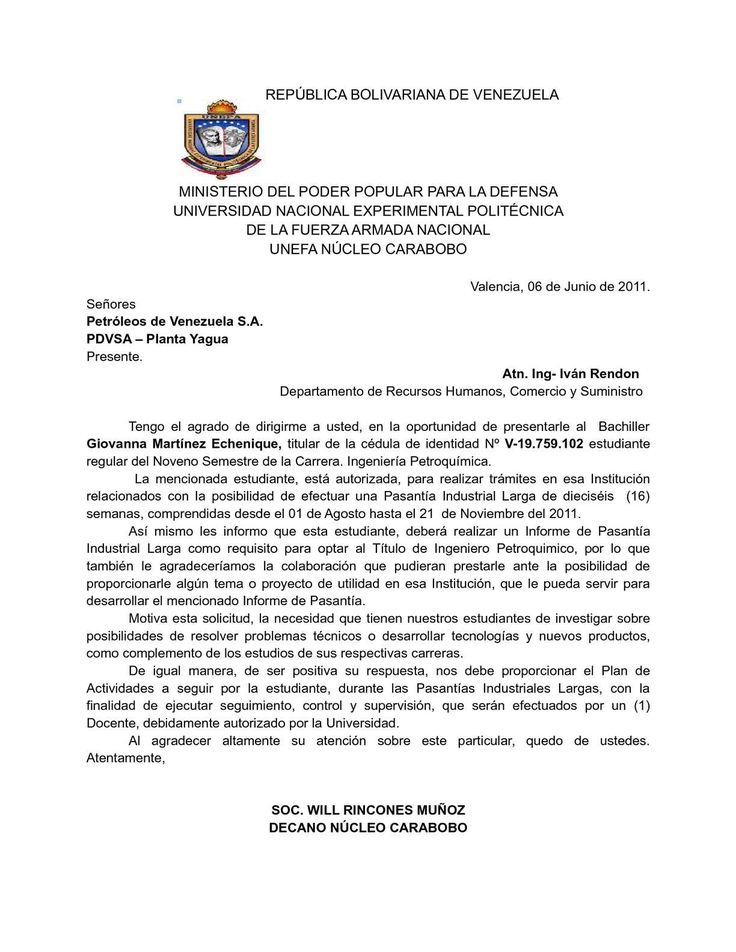 REPÚBLICA BOLIVARIANA DE VENEZUELA
UNEFA
MINISTERIO DEL PODER POPULAR PARA LA DEFENSA
UNIVERSIDAD NACIONAL EXPERIMENTAL POLITÉCNICA
DE LA FUERZA ARMADA NACIONAL
UNEFA NÚCLEO CARABOBO
Valencia, 06 de Junio de 2011.
Señores
Petróleos de Venezuela S.A.
PDVSA – Planta Yagua
Presente.
Atn. Ing- Iván Rendon
Departamento de Recursos Humanos, Comercio y Suministro
Tengo el agrado de dirigirme a usted, en la oportunidad de presentarle al Bachiller
Giovanna Martínez Echenique, titular de la cédula de identidad Nº V-19.759.102 estudiante
regular del Noveno Semestre de la Carrera. Ingeniería Petroquímica.
La mencionada estudiante, está autorizada, para realizar trámites en esa Institución
relacionados con la posibilidad de efectuar una Pasantía Industrial Larga de dieciséis (16)
semanas, comprendidas desde el 01 de Agosto hasta el 21 de Noviembre del 2011.
Así mismo les informo que esta estudiante, deberá realizar un Informe de Pasantía
Industrial Larga como requisito para optar al Título de Ingeniero Petroquimico, por lo que
también le agradeceríamos la colaboración que pudieran prestarle ante la posibilidad de
proporcionarle algún tema o proyecto de utilidad en esa Institución, que le pueda servir para
desarrollar el mencionado Informe de Pasantía.
Motiva esta solicitud, la necesidad que tienen nuestros estudiantes de investigar sobre
posibilidades de resolver problemas técnicos o desarrollar tecnologías y nuevos productos,
como complemento de los estudios de sus respectivas carreras.
De igual manera, de ser positiva su respuesta, nos debe proporcionar el Plan de
Actividades a seguir por la estudiante, durante las Pasantías Industriales Largas, con la
finalidad de ejecutar seguimiento, control y supervisión, que serán efectuados por un (1)
Docente, debidamente autorizado por la Universidad.
Al agradecer altamente su atención sobre este particular, quedo de ustedes.
Atentamente,
SOC. WILL RINCONES MUÑOZ
DECANO NÚCLEO CARABOBO